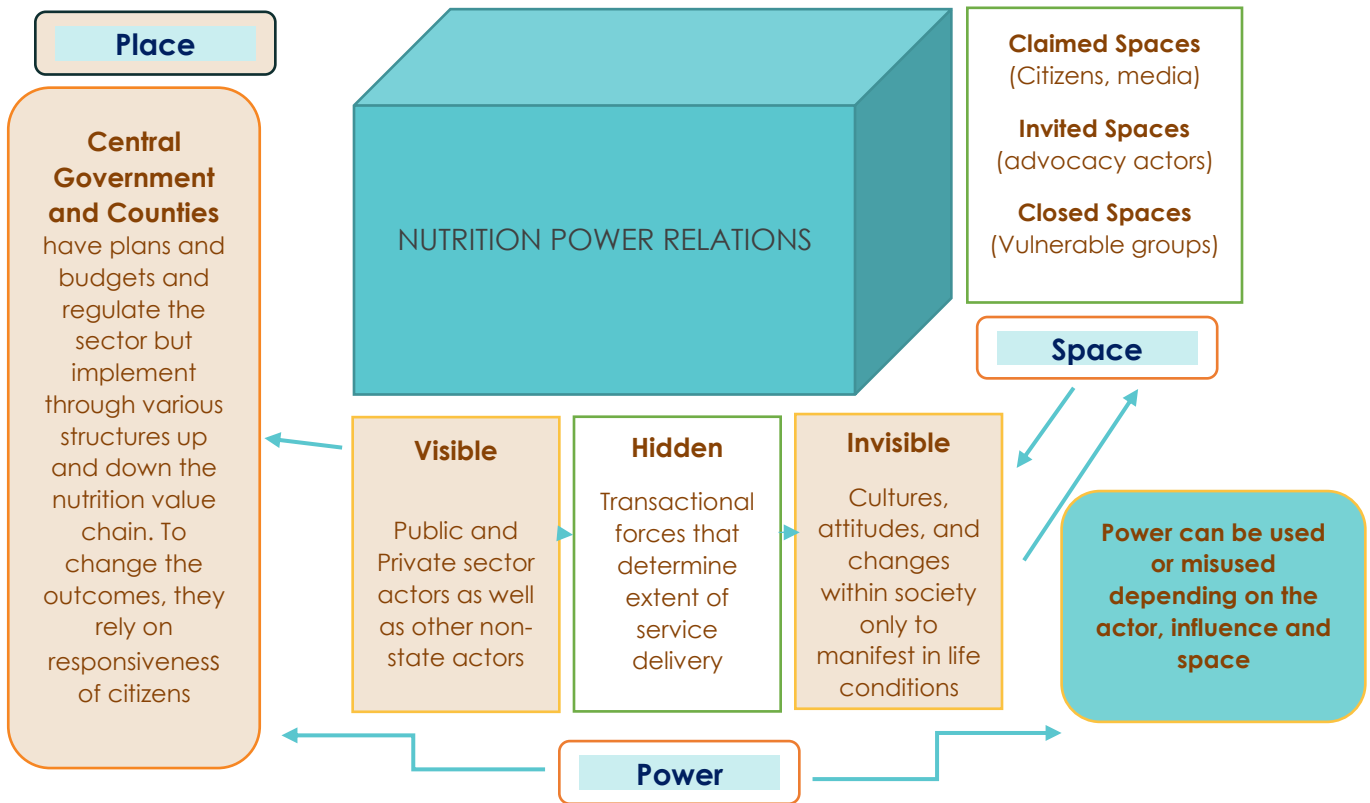 Place
Central
Government
and Counties
have plans and
budgets and
regulate the
sector but
implement
through various
structures up
and down the
nutrition value
chain. To
change the
outcomes, they
rely on
responsiveness
of citizens
NUTRITION POWER RELATIONS
Claimed Spaces
(Citizens, media)
Invited Spaces
(advocacy actors)
Closed Spaces
(Vulnerable groups)
Space
Visible
Public and
Private sector
actors as well
as other non-
state actors
Hidden
Transactional
forces that
determine
extent of
service
delivery
Invisible
Cultures,
attitudes, and
changes
within society
only to
manifest in life
conditions
Power can be used
or misused
depending on the
actor, influence and
space
Power